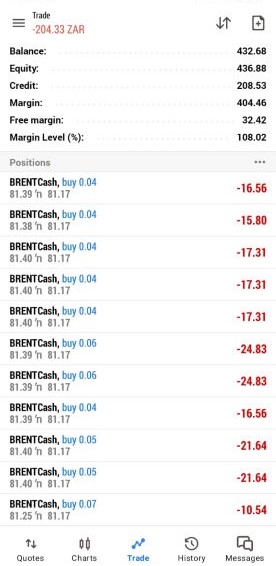 Trade
-204.33 ZAR
Balance: 432.68
Equity: 436.88
Credit: 208.53
Margin: 404.46
Free margin: 32.42
Margin Level (%): 108.02
Positions
BRENTCash, buy 0.04 -16.56
81.39 'n 81.17
BRENTCash, buy 0.04 -15.80
81.38 'n 81.17
BRENTCash, buy 0.04 -17.31
81.40 'n 81.17
BRENTCash, buy 0.04 -17.31
81.40 'n 81.17
BRENTCash, buy 0.04 -17.31
81.40 'n 81.17
BRENTCash, buy 0.06 -24.83
81.39 'n 81.17
BRENTCash, buy 0.06 -24.83
81.39 'n 81.17
BRENTCash, buy 0.04 -16.56
81.39 'n 81.17
BRENTCash, buy 0.05 -21.64
81.40 'n 81.17
BRENTCash, buy 0.05 -21.64
81.40 'n 81.17
BRENTCash, buy 0.07 -10.54
81.25 'n 81.17
Quotes Charts Trade History Messages